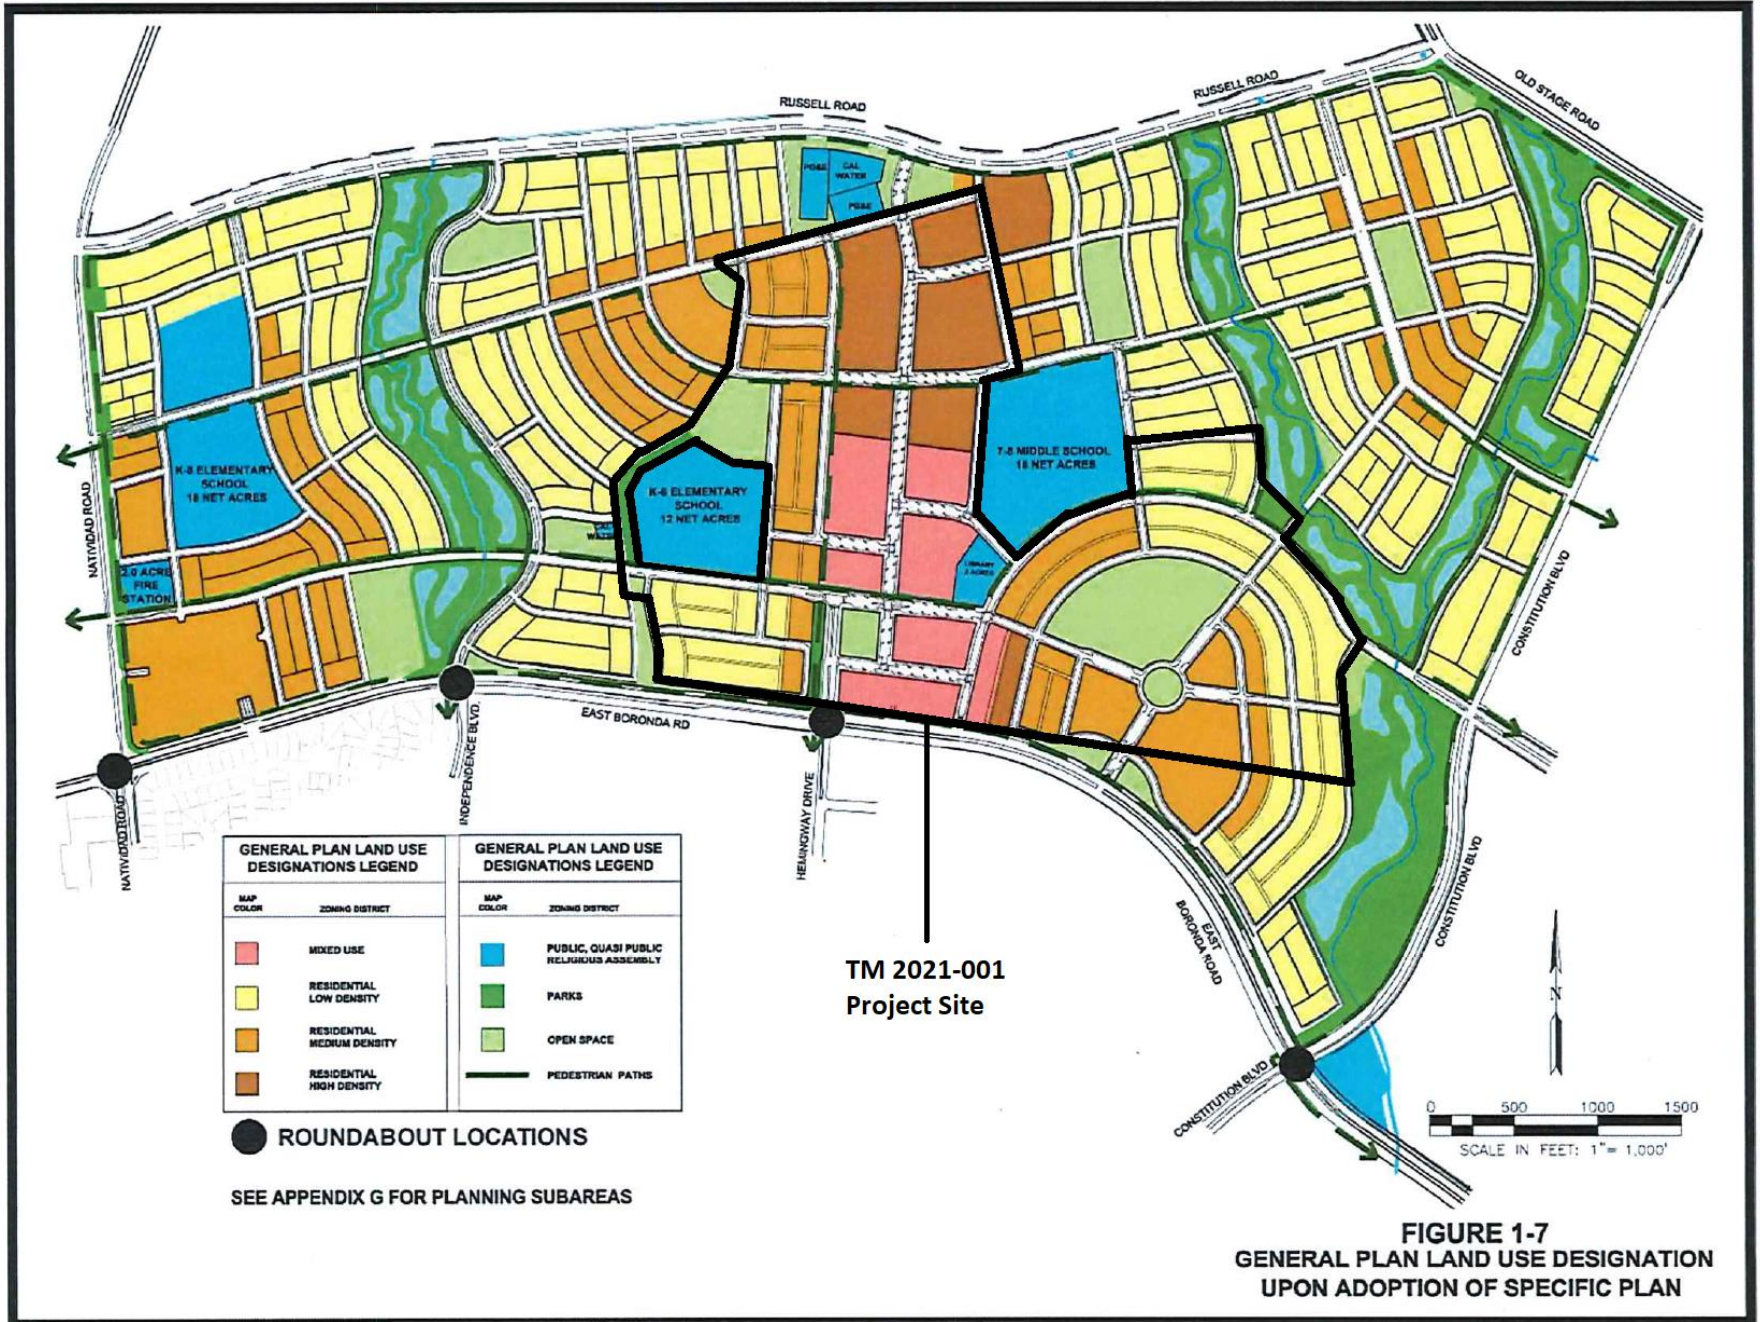 RUSSELL ROAD
RUSSELL ROAD
OLD STAGE ROAD
PG&E
CAL
WATER
PG&E
K-6 ELEMENTARY
SCHOOL
18 NET ACRES
K-6 ELEMENTARY
SCHOOL
12 NET ACRES
7-8 MIDDLE SCHOOL
18 NET ACRES
CAL
WATER
LIBRARY
2 ACRES
NATIVIDAD ROAD
2.0 ACRE
FIRE
STATION
CONSTITUTION BLVD
EAST BORONDA RD
INDEPENDENCE BLVD.
HEMINGWAY DRIVE
NATIVIDAD ROAD
EAST
BORONDA ROAD
CONSTITUTION BLVD
CONSTITUTION BLVD
TM 2021-001
Project Site
GENERAL PLAN LAND USE
DESIGNATIONS LEGEND
MAP
COLOR
ZONING DISTRICT
MIXED USE
RESIDENTIAL
LOW DENSITY
RESIDENTIAL
MEDIUM DENSITY
RESIDENTIAL
HIGH DENSITY
GENERAL PLAN LAND USE
DESIGNATIONS LEGEND
MAP
COLOR
ZONING DISTRICT
PUBLIC, QUASI PUBLIC
RELIGIOUS ASSEMBLY
PARKS
OPEN SPACE
PEDESTRIAN PATHS
ROUNDABOUT LOCATIONS
SEE APPENDIX G FOR PLANNING SUBAREAS
N
0 500 1000 1500
SCALE IN FEET: 1"= 1,000'
FIGURE 1-7
GENERAL PLAN LAND USE DESIGNATION
UPON ADOPTION OF SPECIFIC PLAN